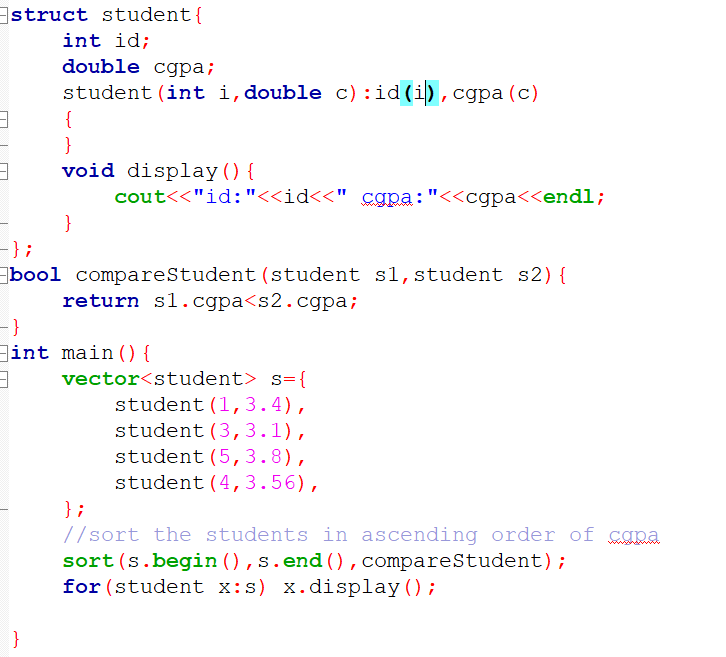 struct student{
int id;
double cgpa;
student(int i,double c):id(i),cgpa(c)
{
}
void display(){
cout<<"id:"<<id<<" cgpa:"<<cgpa<<endl;
}
};
bool compareStudent(student s1,student s2){
return s1.cgpa<s2.cgpa;
}
int main(){
vector<student> s={
student(1,3.4),
student(3,3.1),
student(5,3.8),
student(4,3.56),
};
//sort the students in ascending order of cgpa
sort(s.begin(),s.end(),compareStudent);
for(student x:s) x.display();
}